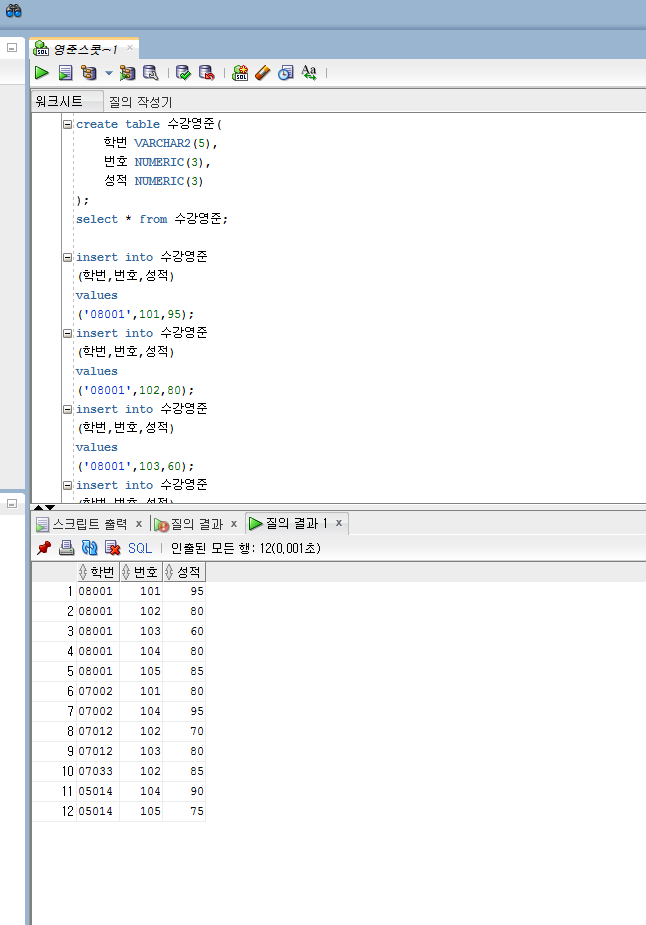 영준스콧~1
SQL
워크시트 질의 작성기
create table 수강영준(
학번 VARCHAR2(5),
번호 NUMERIC(3),
성적 NUMERIC(3)
);
select * from 수강영준;
insert into 수강영준
(학번,번호,성적)
values
('08001',101,95);
insert into 수강영준
(학번,번호,성적)
values
('08001',102,80);
insert into 수강영준
(학번,번호,성적)
values
('08001',103,60);
insert into 수강영준
(학번,번호,성적)
스크립트 출력 x 질의 결과 x 질의 결과 1 x
SQL | 인출된 모든 행: 12(0,001초)
학번 번호 성적
1 08001 101 95
2 08001 102 80
3 08001 103 60
4 08001 104 80
5 08001 105 85
6 07002 101 80
7 07002 104 95
8 07012 102 70
9 07012 103 80
10 07033 102 85
11 05014 104 90
12 05014 105 75